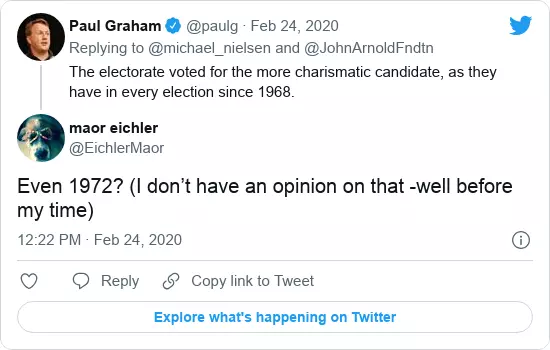 Paul Graham @paulg · Feb 24, 2020
Replying to @michael_nielsen and @JohnArnoldFndtn
The electorate voted for the more charismatic candidate, as they
have in every election since 1968.
maor eichler
@EichlerMaor
Even 1972? (I don’t have an opinion on that -well before
my time)
12:22 PM · Feb 24, 2020
Reply Copy link to Tweet
Explore what's happening on Twitter